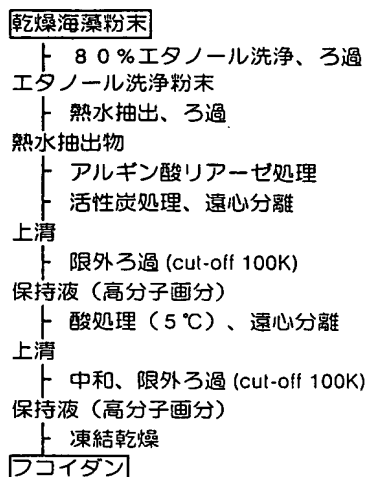 乾燥海藻粉末
80%エタノール洗浄、ろ過
エタノール洗浄粉末
熱水抽出、ろ過
熱水抽出物
アルギン酸リアーゼ処理
活性炭処理、遠心分離
上清
限外ろ過 (cut-off 100K)
保持液（高分子画分）
酸処理（5℃）、遠心分離
上清
中和、限外ろ過 (cut-off 100K)
保持液（高分子画分）
凍結乾燥
フコイダン